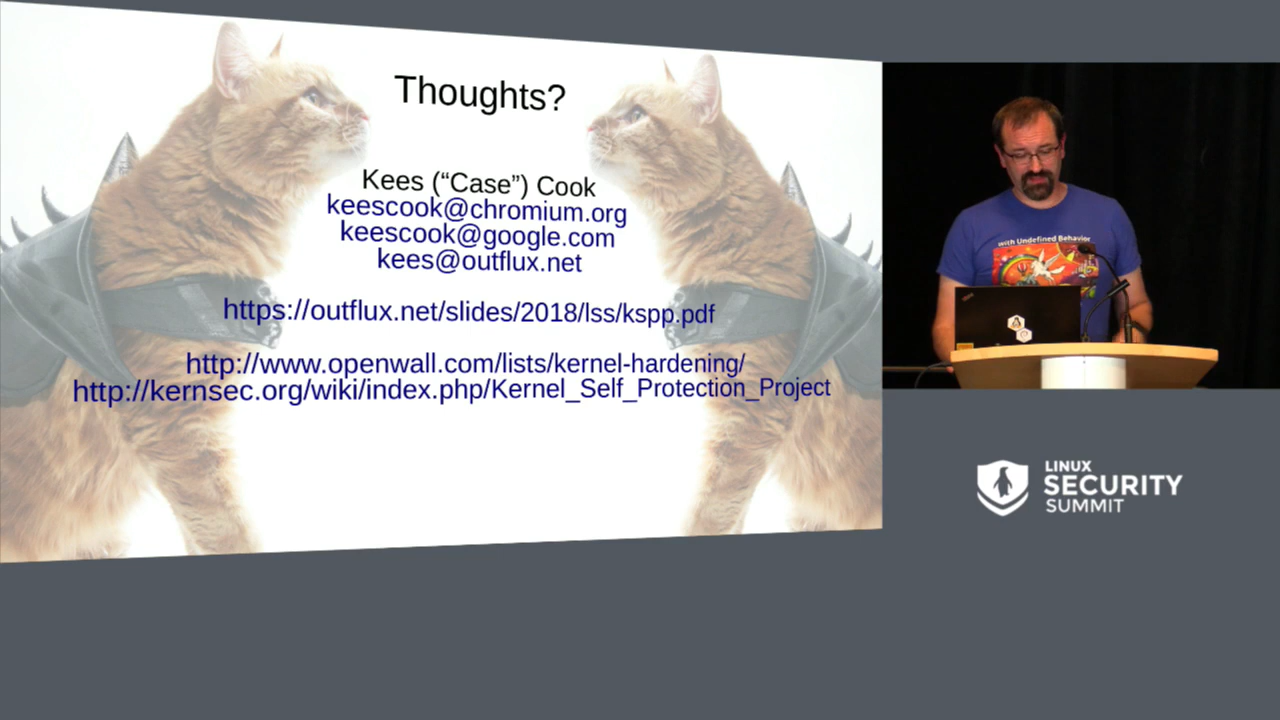 Thoughts?
Kees (“Case”) Cook
keescook@chromium.org
keescook@google.com
kees@outflux.net
https://outflux.net/slides/2018/lss/kspp.pdf
http://www.openwall.com/lists/kernel-hardening/
http://kernsec.org/wiki/index.php/Kernel_Self_Protection_Project
with Undefined Behavior
LINUX
SECURITY
SUMMIT